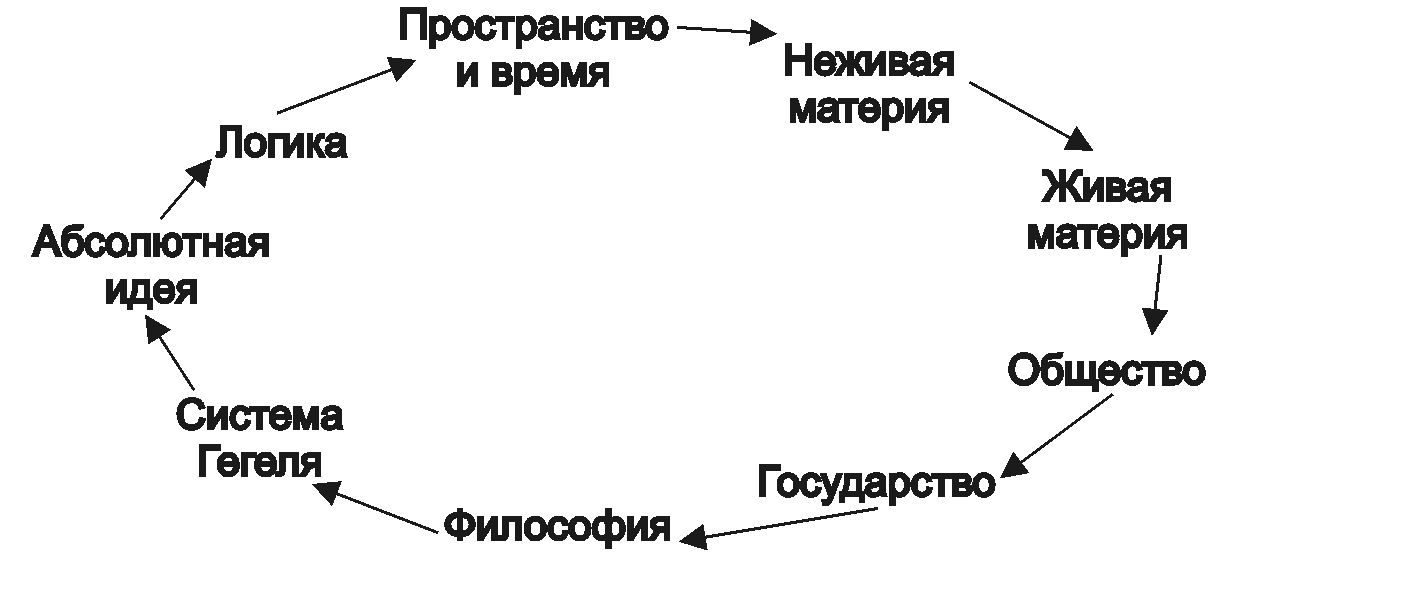 Пространство
и время
Неживая
материя
Логика
Живая
материя
Абсолютная
идея
Общество
Система
Гегеля
Государство
Философия